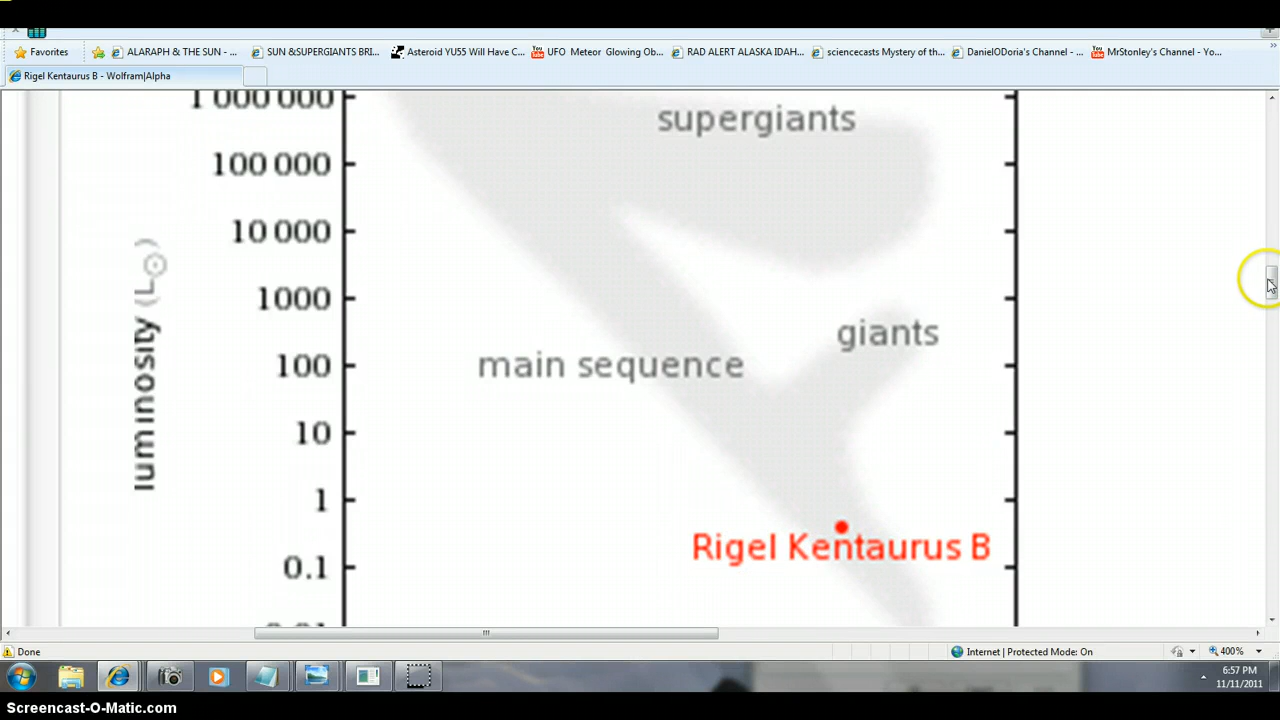 Favorites ALARAPH & THE SUN - ... SUN &SUPERGIANTS BRI... Asteroid YU55 Will Have C... UFO Meteor Glowing Ob... RAD ALERT ALASKA IDAH... sciencecasts Mystery of th... DanielODoria's Channel - ... MrStonley's Channel - Yo...
Rigel Kentaurus B - Wolfram|Alpha
1 000 000
supergiants
100 000
10 000
luminosity (L☉)
1000
giants
100
main sequence
10
1
0.1
Rigel Kentaurus B
Done Internet | Protected Mode: On 400%
6:57 PM
11/11/2011
Screencast-O-Matic.com